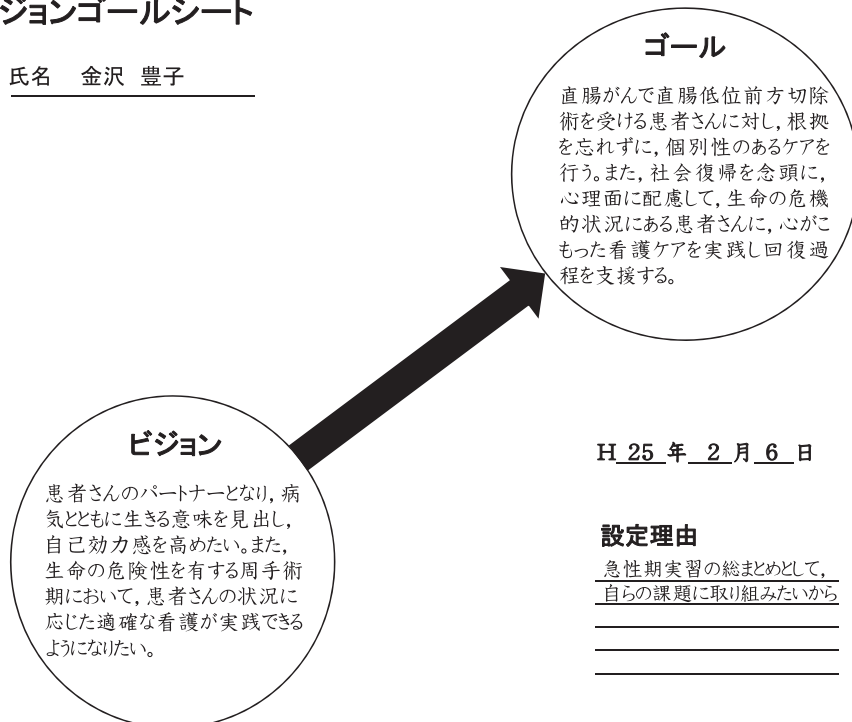 ジョンゴールシート
氏名 金沢 豊子
ゴール
直腸がんで直腸低位前方切除
術を受ける患者さんに対し，根拠
を忘れずに，個別性のあるケアを
行う。また，社会復帰を念頭に，
心理面に配慮して，生命の危機
的状況にある患者さんに，心がこ
もった看護ケアを実践し回復過
程を支援する。
ビジョン
患者さんのパートナーとなり，病
気とともに生きる意味を見出し，
自己効力感を高めたい。また，
生命の危険性を有する周手術
期において，患者さんの状況に
応じた適確な看護が実践できる
ようになりたい。
H 25 年 2 月 6 日
設定理由
急性期実習の総まとめとして，
自らの課題に取り組みたいから